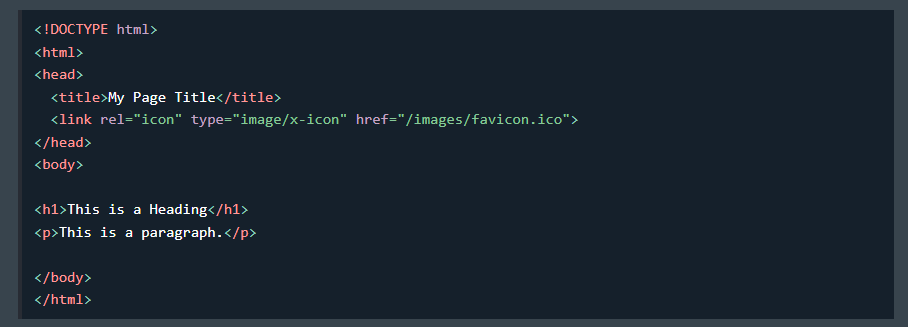 <!DOCTYPE html>
<html>
<head>
  <title>My Page Title</title>
  <link rel="icon" type="image/x-icon" href="/images/favicon.ico">
</head>
<body>

<h1>This is a Heading</h1>
<p>This is a paragraph.</p>

</body>
</html>